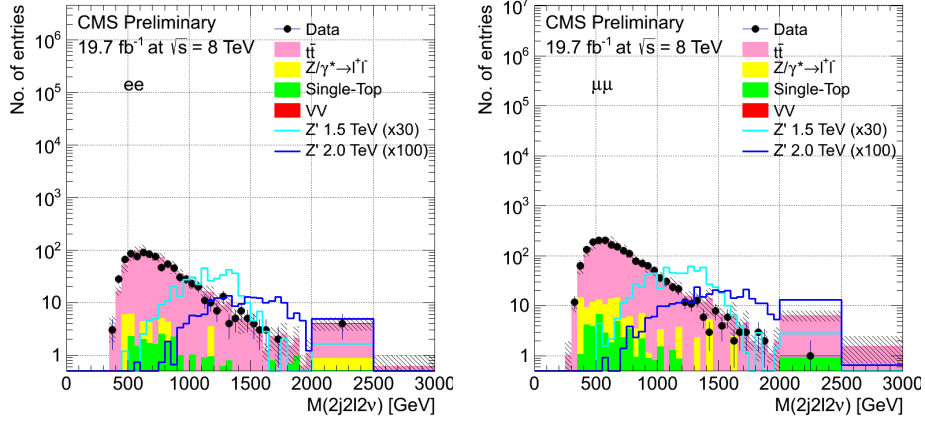 No. of entries
CMS Preliminary
19.7 fb⁻¹ at √s = 8 TeV
ee
Data
tt̄
Z/γ*→l⁺l⁻
Single-Top
VV
Z' 1.5 TeV (x30)
Z' 2.0 TeV (x100)
10⁶
10⁵
10⁴
10³
10²
10
1
0 500 1000 1500 2000 2500 3000
M(2j2l2ν) [GeV]
No. of entries
CMS Preliminary
19.7 fb⁻¹ at √s = 8 TeV
μμ
Data
tt̄
Z/γ*→l⁺l⁻
Single-Top
VV
Z' 1.5 TeV (x30)
Z' 2.0 TeV (x100)
10⁷
10⁶
10⁵
10⁴
10³
10²
10
1
0 500 1000 1500 2000 2500 3000
M(2j2l2ν) [GeV]